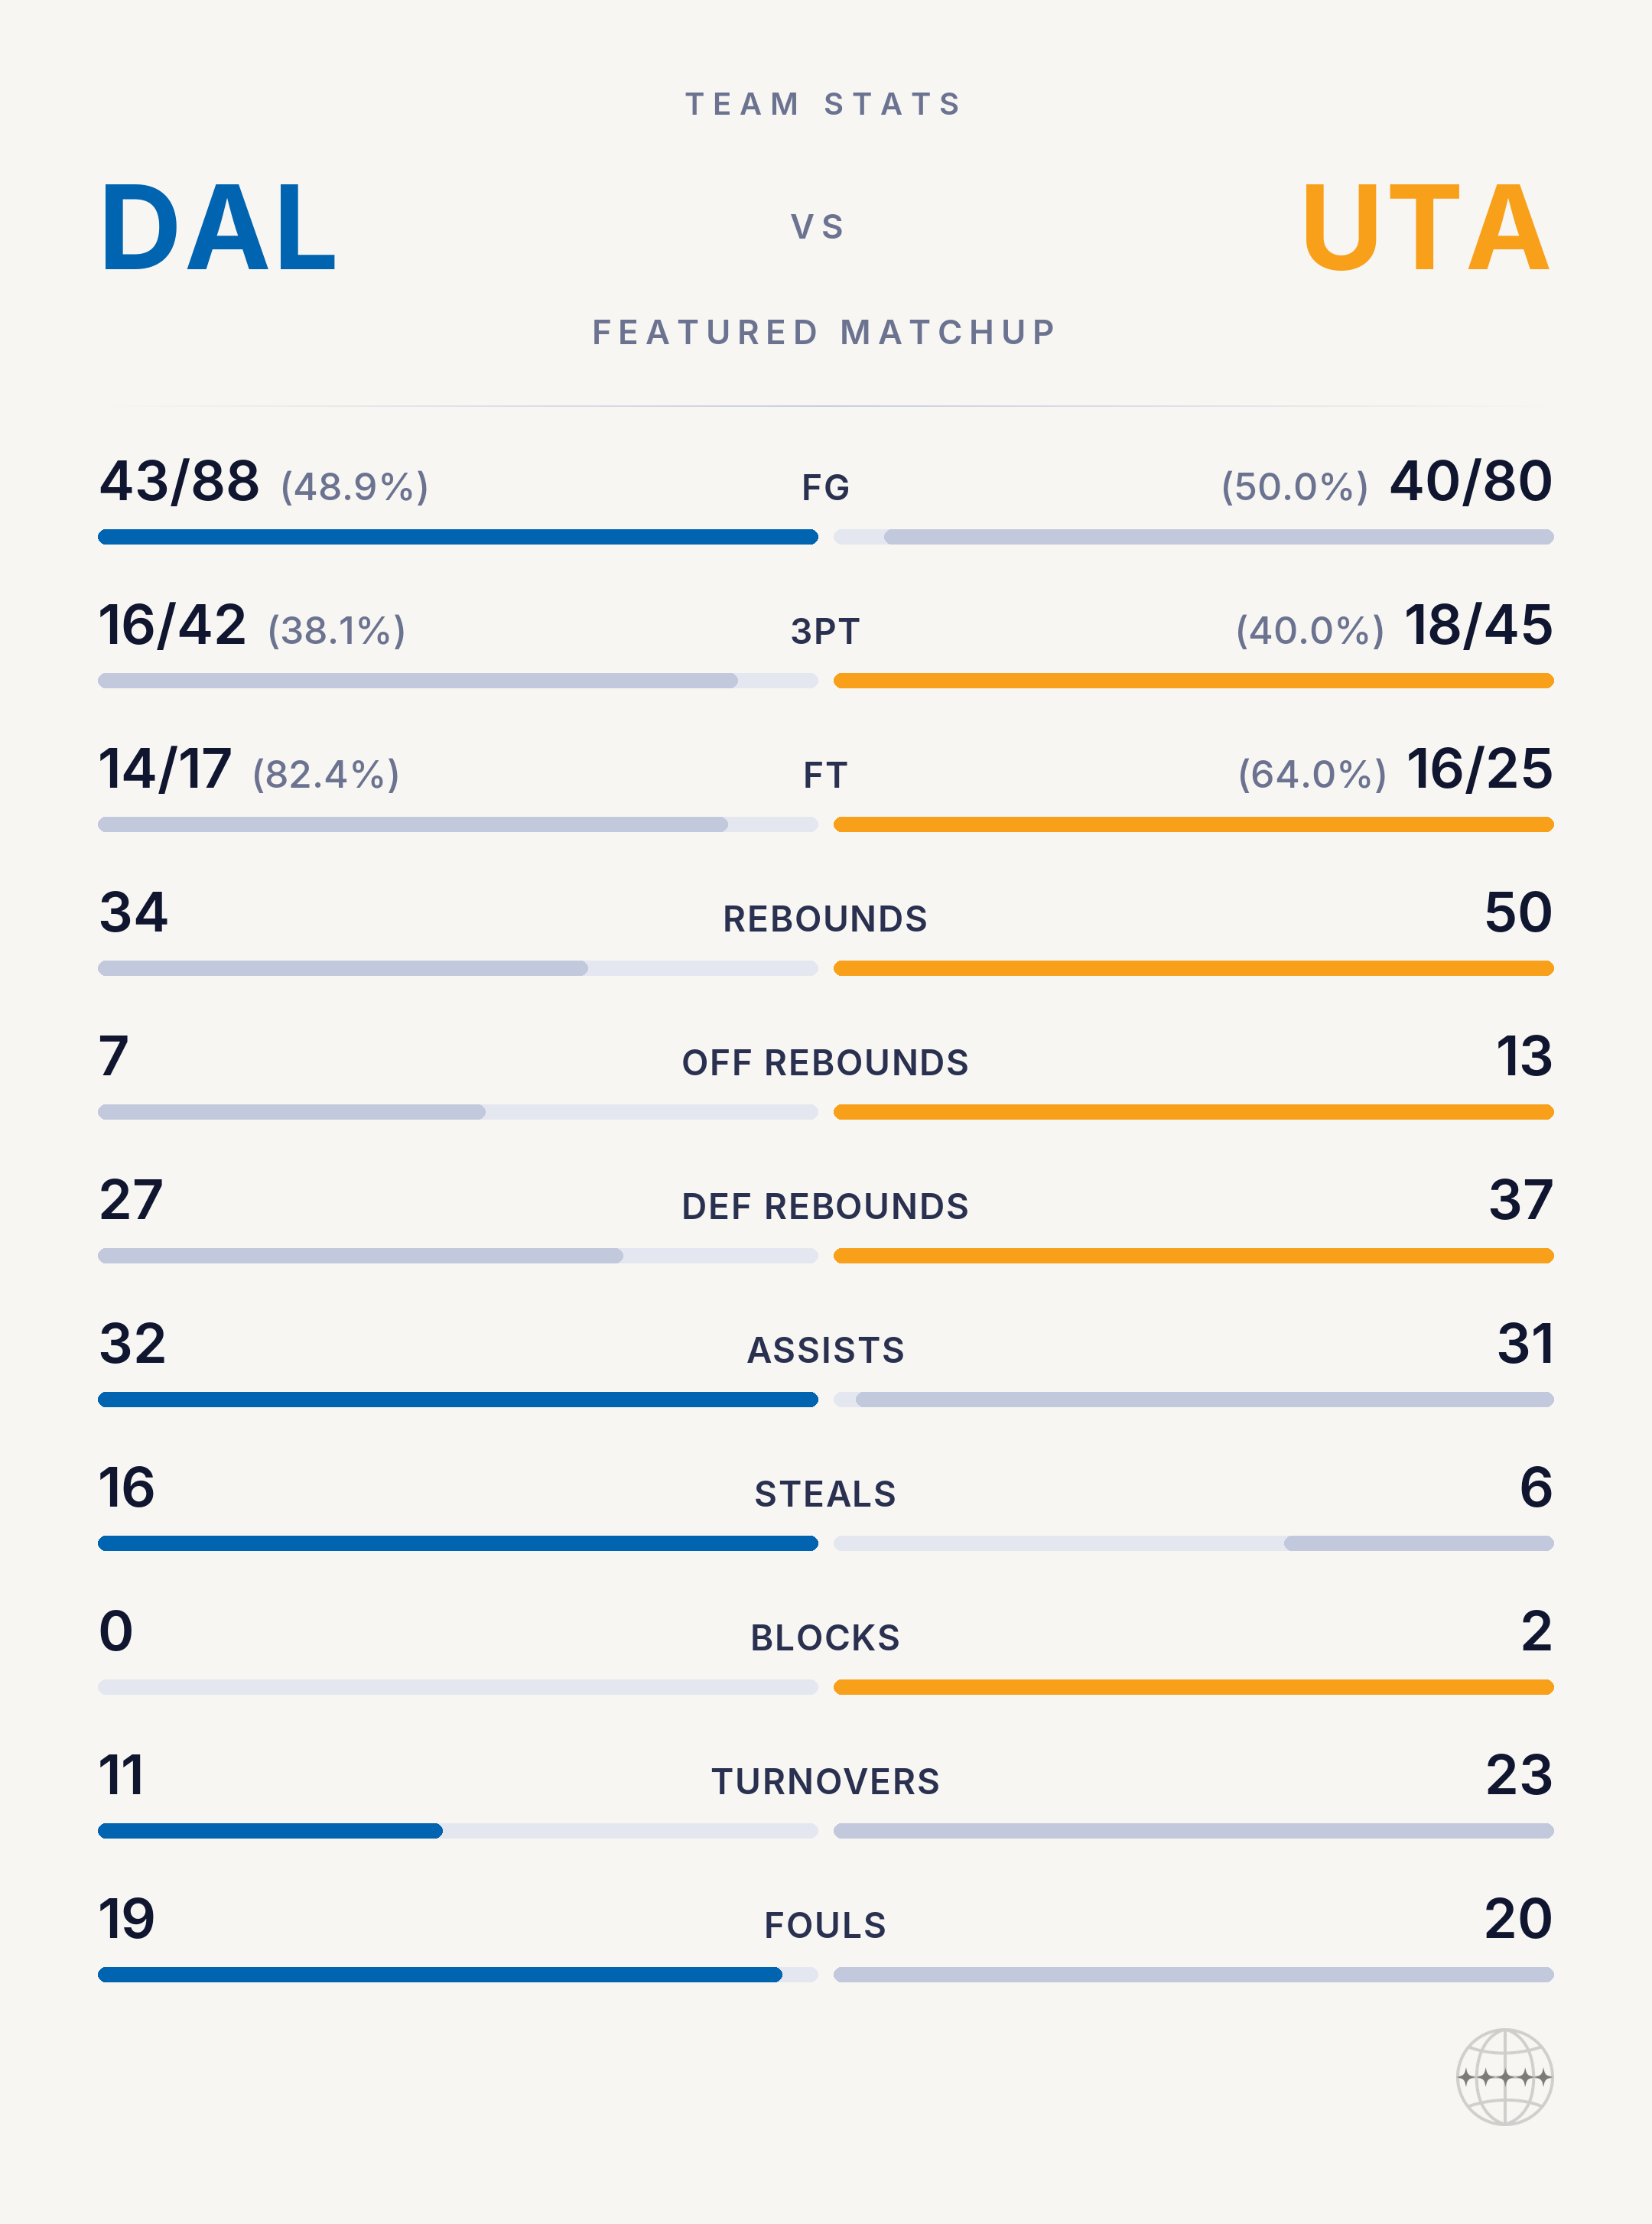 TEAM STATS
DAL VS UTA
FEATURED MATCHUP
43/88 (48.9%) FG (50.0%) 40/80
16/42 (38.1%) 3PT (40.0%) 18/45
14/17 (82.4%) FT (64.0%) 16/25
34 REBOUNDS 50
7 OFF REBOUNDS 13
27 DEF REBOUNDS 37
32 ASSISTS 31
16 STEALS 6
0 BLOCKS 2
11 TURNOVERS 23
19 FOULS 20